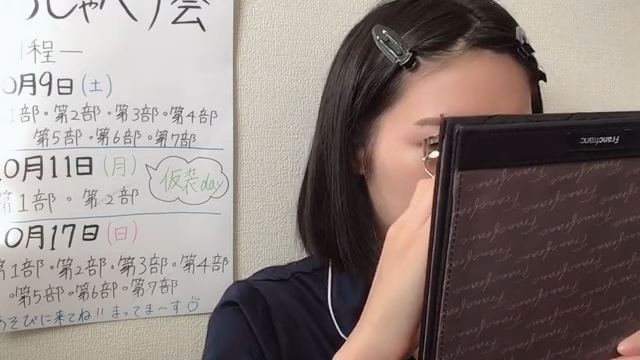 しゃべり会
日程ー
10月9日(土)
第1部・第2部・第3部・第4部
第5部・第6部・第7部
10月11日(月)
仮装day
第1部・第2部
10月17日(日)
第1部・第2部・第3部・第4部
・第5部・第6部・第7部
あそびに来てね!!まってま〜す
Francfranc
Francfranc